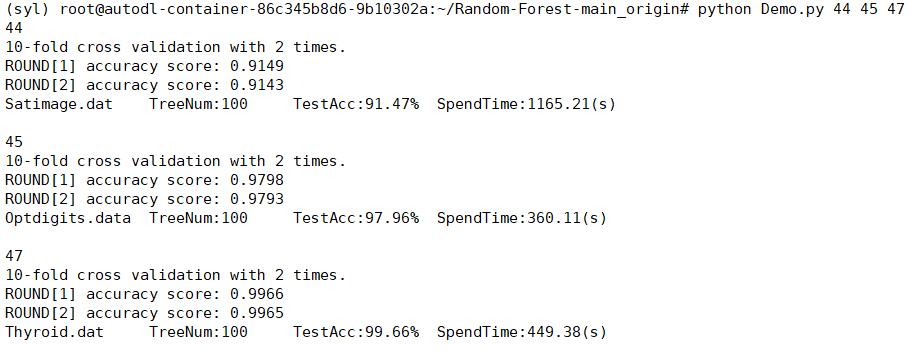 (syl) root@autodl-container-86c345b8d6-9b10302a:~/Random-Forest-main_origin# python Demo.py 44 45 47
44
10-fold cross validation with 2 times.
ROUND[1] accuracy score: 0.9149
ROUND[2] accuracy score: 0.9143
Satimage.dat    TreeNum:100     TestAcc:91.47%  SpendTime:1165.21(s)

45
10-fold cross validation with 2 times.
ROUND[1] accuracy score: 0.9798
ROUND[2] accuracy score: 0.9793
Optdigits.data  TreeNum:100     TestAcc:97.96%  SpendTime:360.11(s)

47
10-fold cross validation with 2 times.
ROUND[1] accuracy score: 0.9966
ROUND[2] accuracy score: 0.9965
Thyroid.dat     TreeNum:100     TestAcc:99.66%  SpendTime:449.38(s)